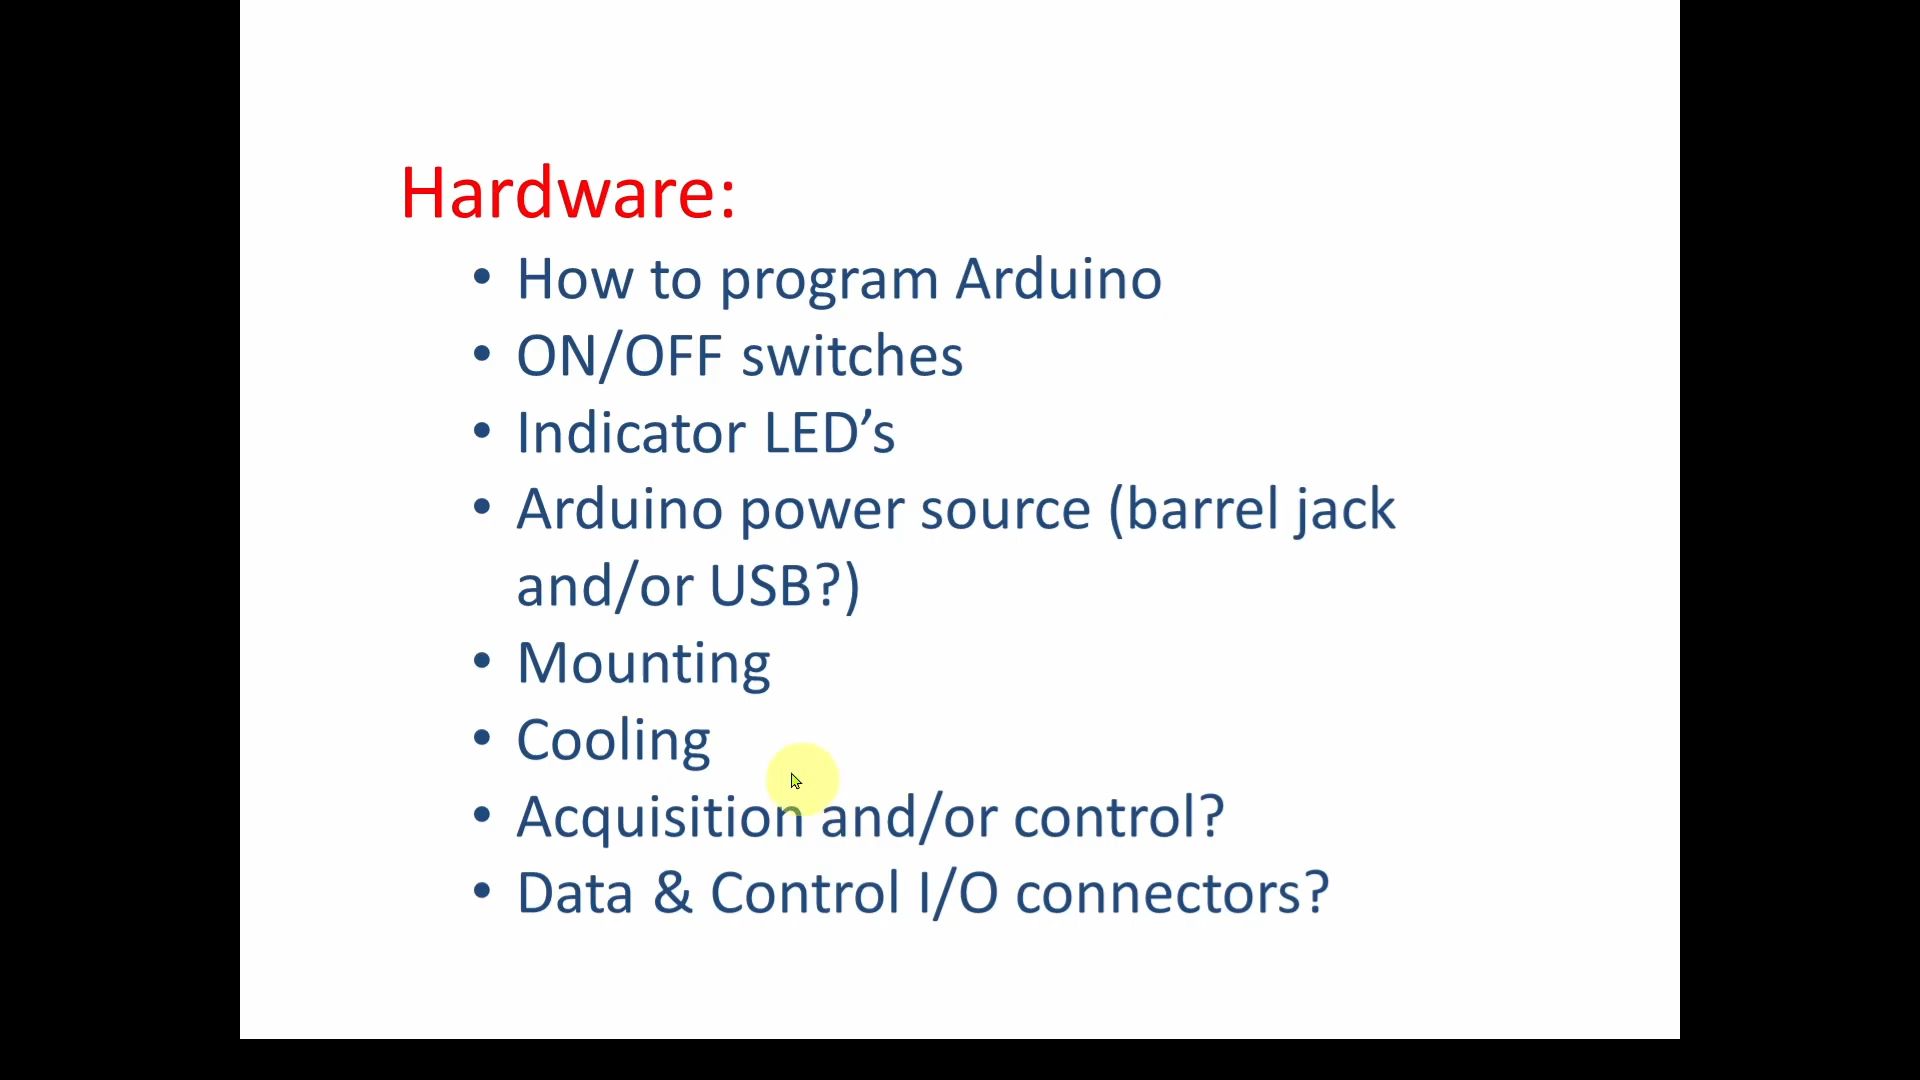 Hardware:
• How to program Arduino
• ON/OFF switches
• Indicator LED’s
• Arduino power source (barrel jack
and/or USB?)
• Mounting
• Cooling
• Acquisition and/or control?
• Data & Control I/O connectors?